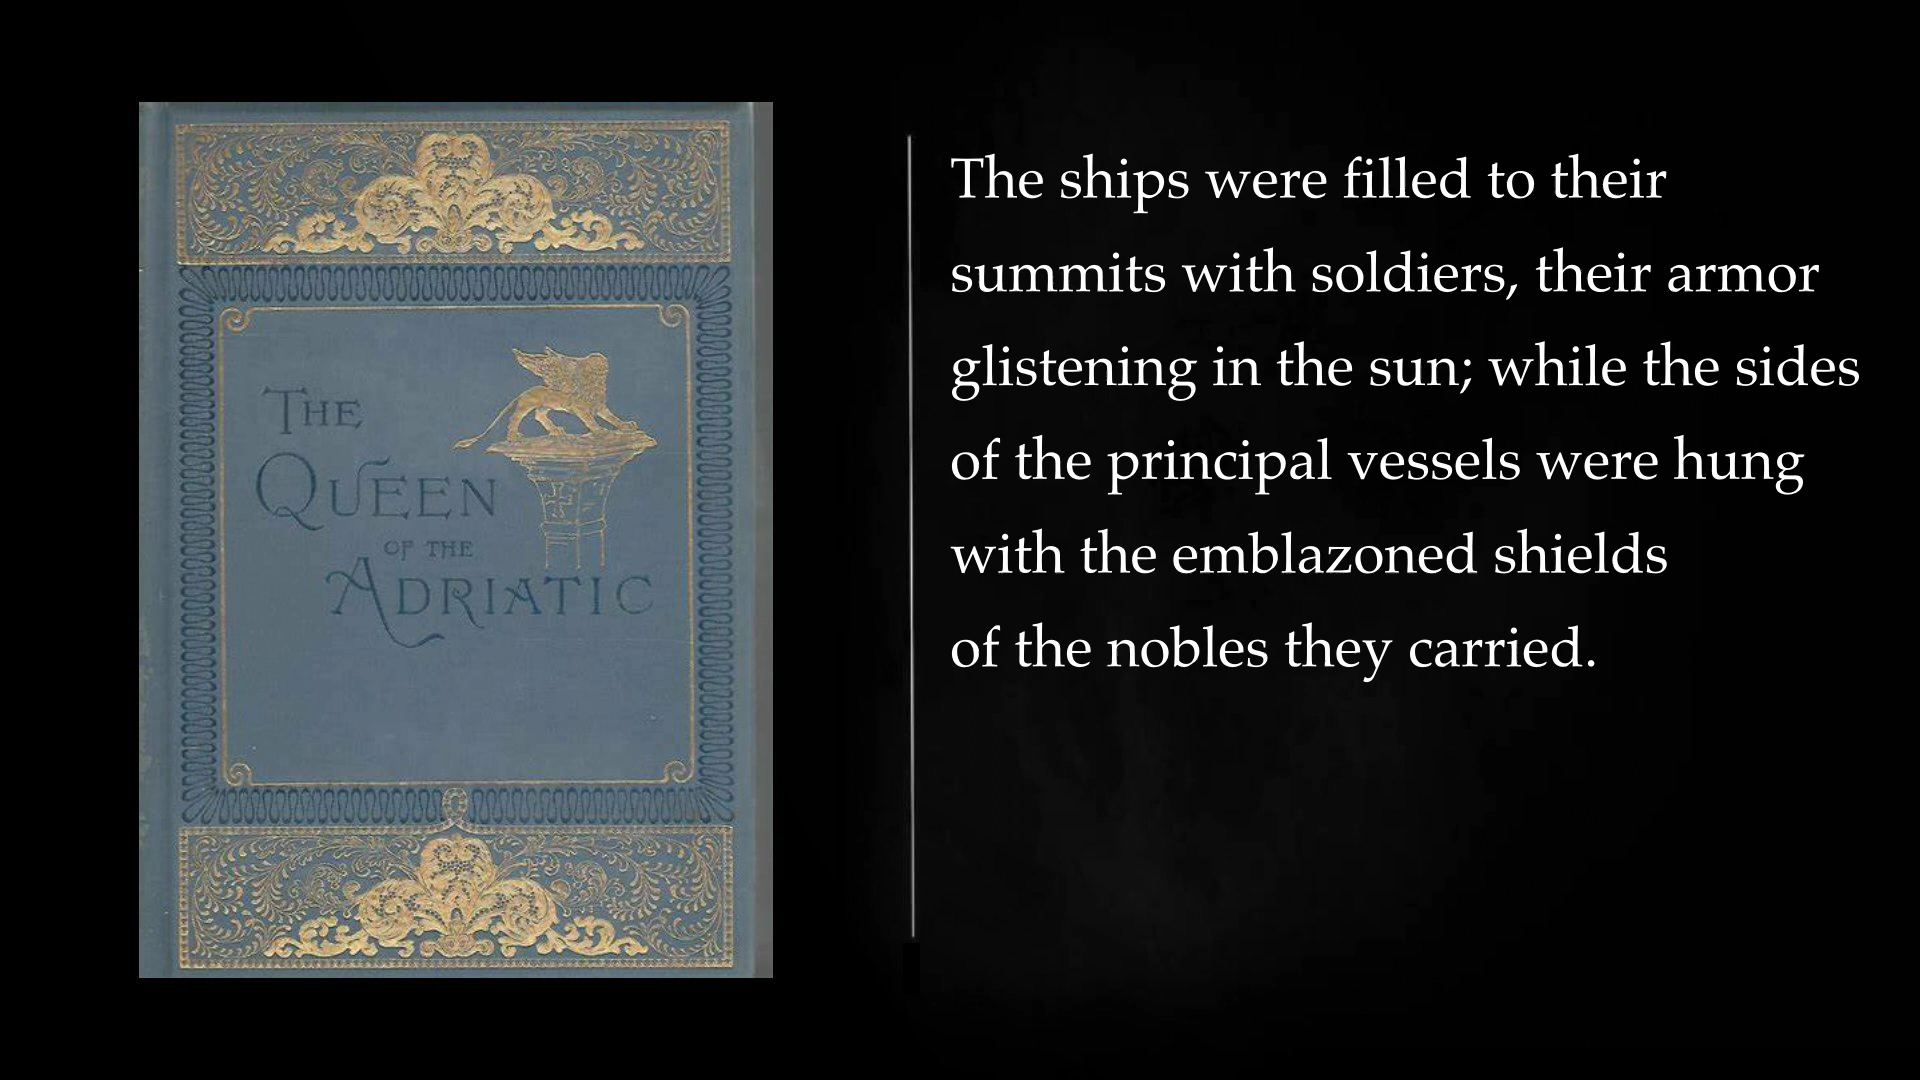 THE
QUEEN
OF THE
ADRIATIC
The ships were filled to their
summits with soldiers, their armor
glistening in the sun; while the sides
of the principal vessels were hung
with the emblazoned shields
of the nobles they carried.